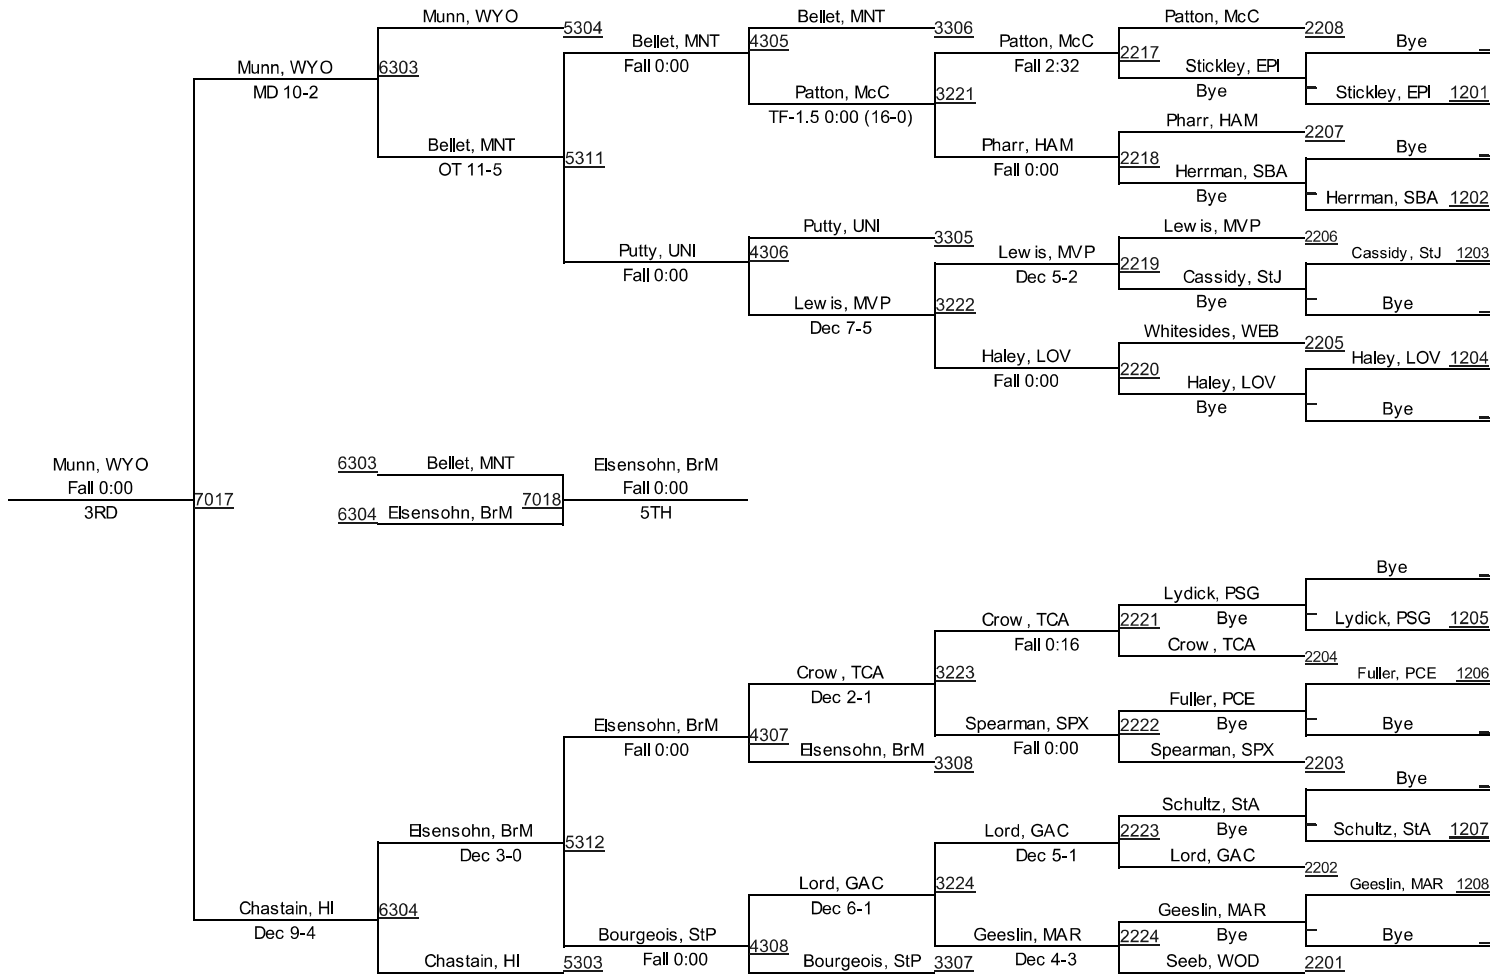 Munn, WYO
5304
Bellet, MNT
3306
Patton, McC
2208
Bye
Bellet, MNT
4305
Patton, McC
2217
Munn, WYO
6303
Fall 0:00
Fall 2:32
Stickley, EPI
MD 10-2
Patton, McC
3221
Bye
Stickley, EPI 1201
TF-1.5 0:00 (16-0)
Pharr, HAM
2207
Bellet, MNT
5311
Pharr, HAM
2218
Bye
OT 11-5
Fall 0:00
Herrman, SBA
Bye
Herrman, SBA 1202
Putty, UNI
3305
Lewis, MVP
2206
Putty, UNI
4306
Lewis, MVP
2219
Cassidy, StJ 1203
Fall 0:00
Dec 5-2
Cassidy, StJ
Lewis, MVP
3222
Bye
Bye
Dec 7-5
Whitesides, WEB
2205
Haley, LOV
2220
Haley, LOV 1204
Fall 0:00
Haley, LOV
Bye
Bye
Munn, WYO
6303
Bellet, MNT
Elsensohn, BrM
Fall 0:00
7017
7018
Fall 0:00
3RD
6304
Elsensohn, BrM
5TH
Bye
Lydick, PSG
Crow, TCA
2221
Bye
Lydick, PSG 1205
Fall 0:16
Crow, TCA
2204
Crow, TCA
3223
Fuller, PCE 1206
Dec 2-1
Fuller, PCE
Elsensohn, BrM
4307
Spearman, SPX
2222
Bye
Bye
Fall 0:00
Elsensohn, BrM
3308
Fall 0:00
Spearman, SPX
2203
Bye
Schultz, StA
Elsensohn, BrM
5312
Lord, GAC
2223
Bye
Schultz, StA 1207
Dec 3-0
Dec 5-1
Lord, GAC
2202
Lord, GAC
3224
Geeslin, MAR 1208
Chastain, HI
6304
Dec 6-1
Geeslin, MAR
Dec 9-4
Bourgeois, StP
4308
Geeslin, MAR
2224
Bye
Bye
Chastain, HI
5303
Fall 0:00
Bourgeois, StP
3307
Dec 4-3
Seeb, WOD
2201